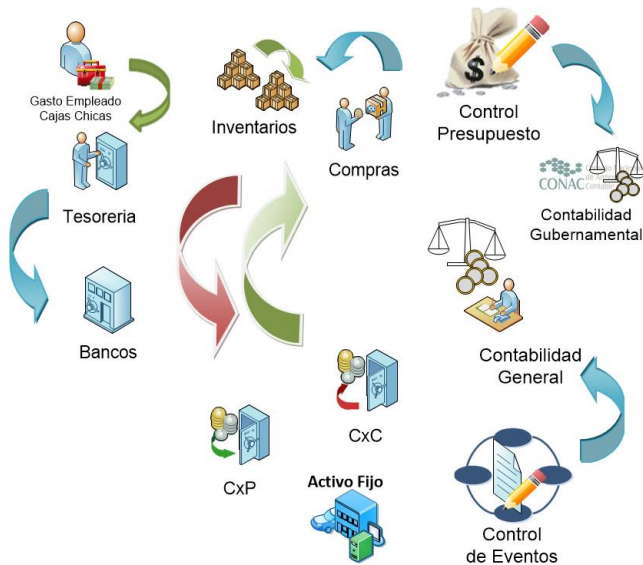 Gasto Empleado
Cajas Chicas
Tesoreria
Bancos
Inventarios
Compras
$
Control
Presupuesto
CONAC
Contabilidad
Gubernamental
Contabilidad
General
CxC
CxP
Activo Fijo
Control
de Eventos